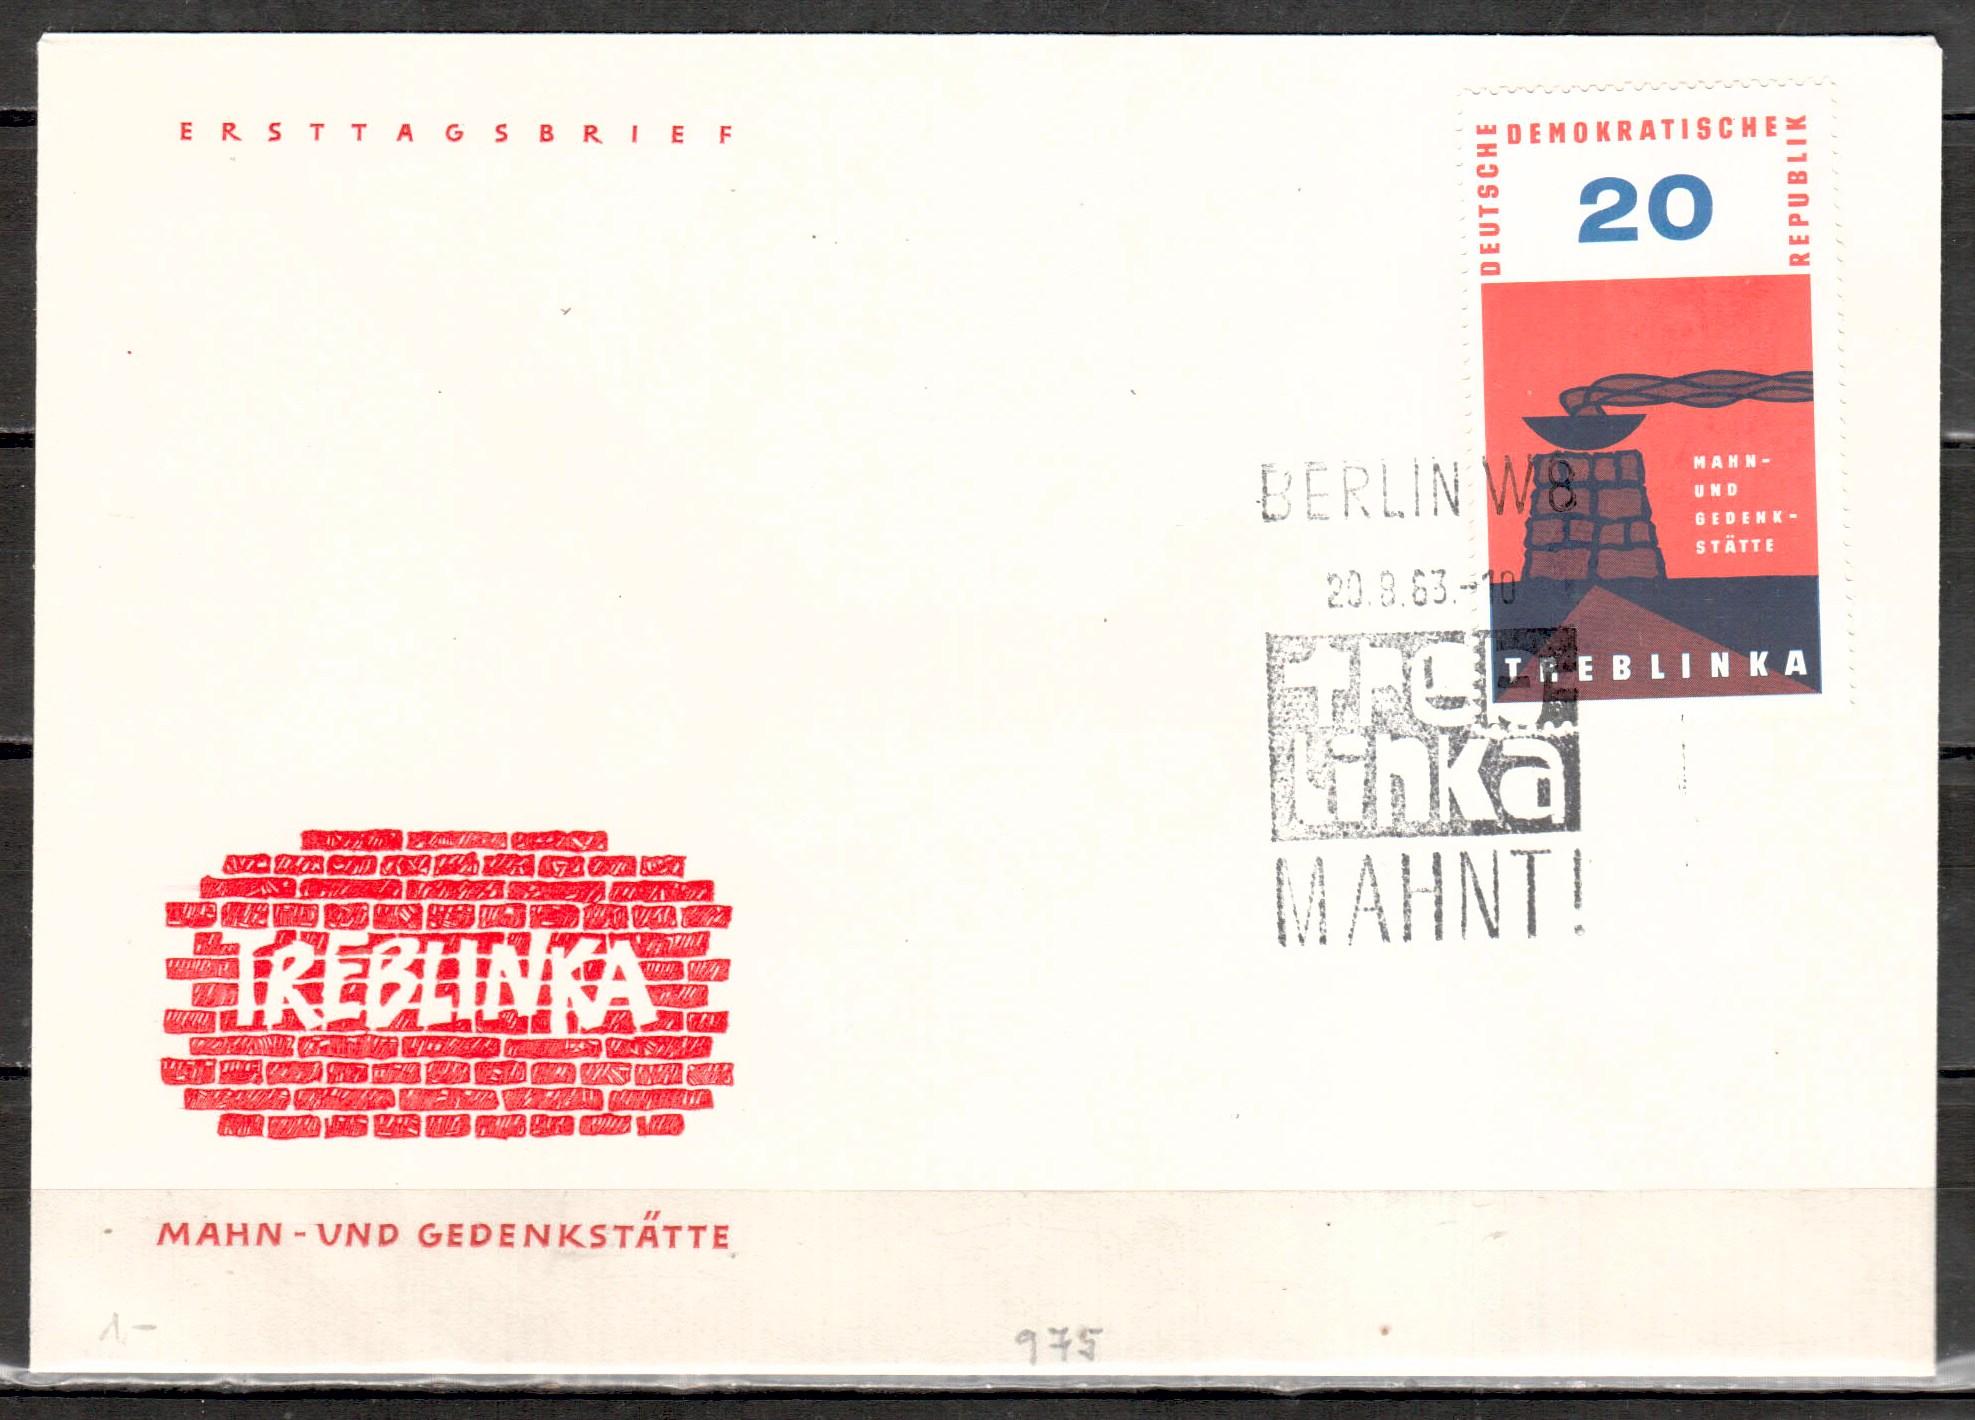 ERSTTAGSBRIEF
DEUTSCHE
DEMOKRATISCHE
REPUBLIK
20
MAHN-
UND
GEDENK-
STÄTTE
TREBLINKA
BERLIN W8
20.8.63.-10
treb
linka
MAHNT!
TREBLINKA
MAHN-UND GEDENKSTÄTTE
1.-
975